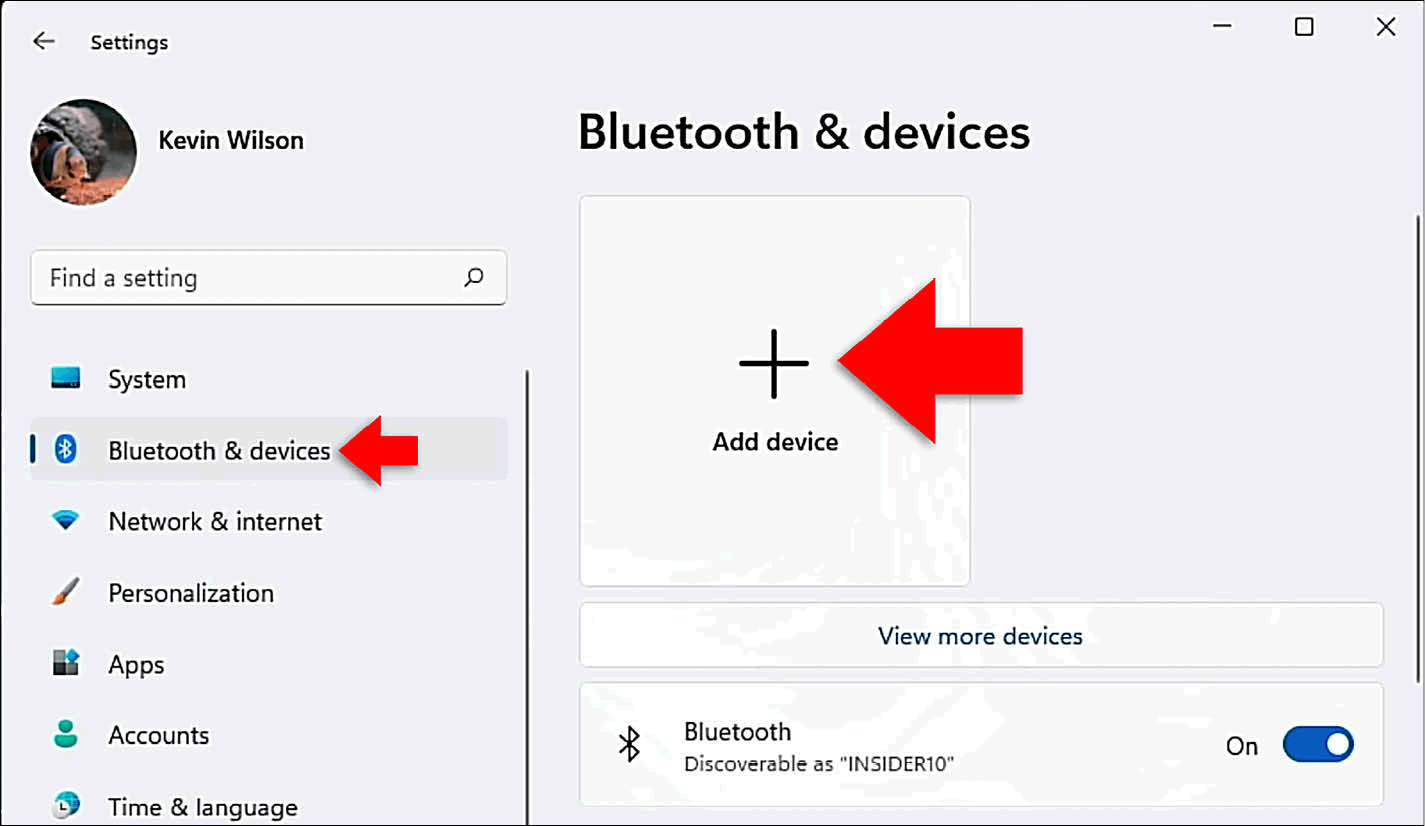 Settings
Kevin Wilson
Find a setting
System
Bluetooth & devices
Network & internet
Personalization
Apps
Accounts
Time & language
Bluetooth & devices
Add device
View more devices
Bluetooth
Discoverable as "INSIDER10"
On